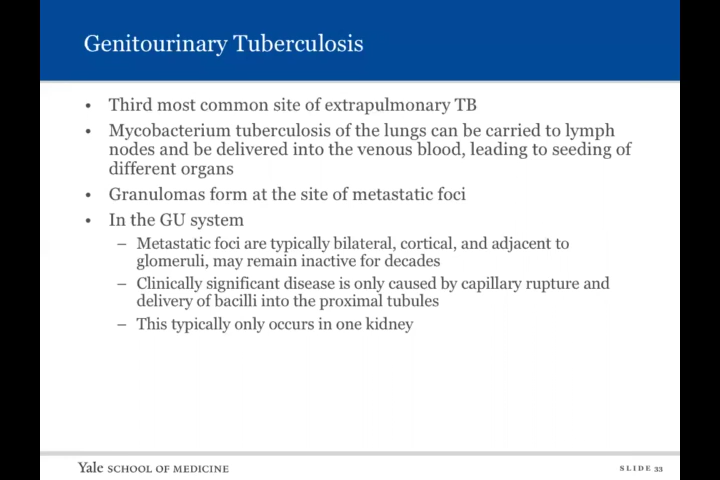 Genitourinary Tuberculosis
• Third most common site of extrapulmonary TB
• Mycobacterium tuberculosis of the lungs can be carried to lymph
nodes and be delivered into the venous blood, leading to seeding of
different organs
• Granulomas form at the site of metastatic foci
• In the GU system
– Metastatic foci are typically bilateral, cortical, and adjacent to
glomeruli, may remain inactive for decades
– Clinically significant disease is only caused by capillary rupture and
delivery of bacilli into the proximal tubules
– This typically only occurs in one kidney
Yale SCHOOL OF MEDICINE
SLIDE 33